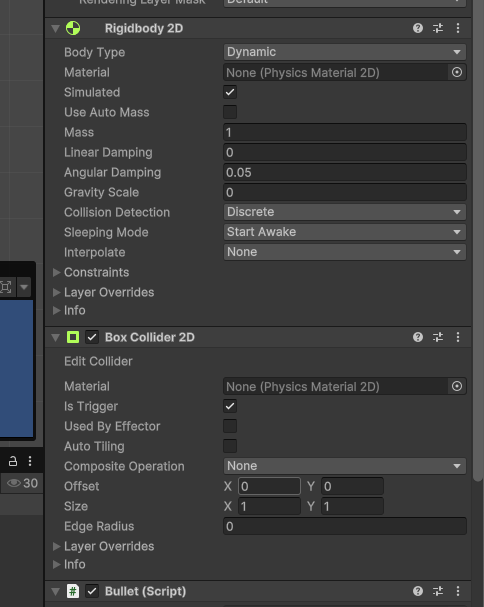 Rendering Layer Mask Default
Rigidbody 2D
Body Type Dynamic
Material None (Physics Material 2D)
Simulated
Use Auto Mass
Mass 1
Linear Damping 0
Angular Damping 0.05
Gravity Scale 0
Collision Detection Discrete
Sleeping Mode Start Awake
Interpolate None
Constraints
Layer Overrides
Info
Box Collider 2D
Edit Collider
Material None (Physics Material 2D)
Is Trigger
Used By Effector
Auto Tiling
Composite Operation None
30
Offset X 0 Y 0
Size X 1 Y 1
Edge Radius 0
Layer Overrides
Info
# Bullet (Script)